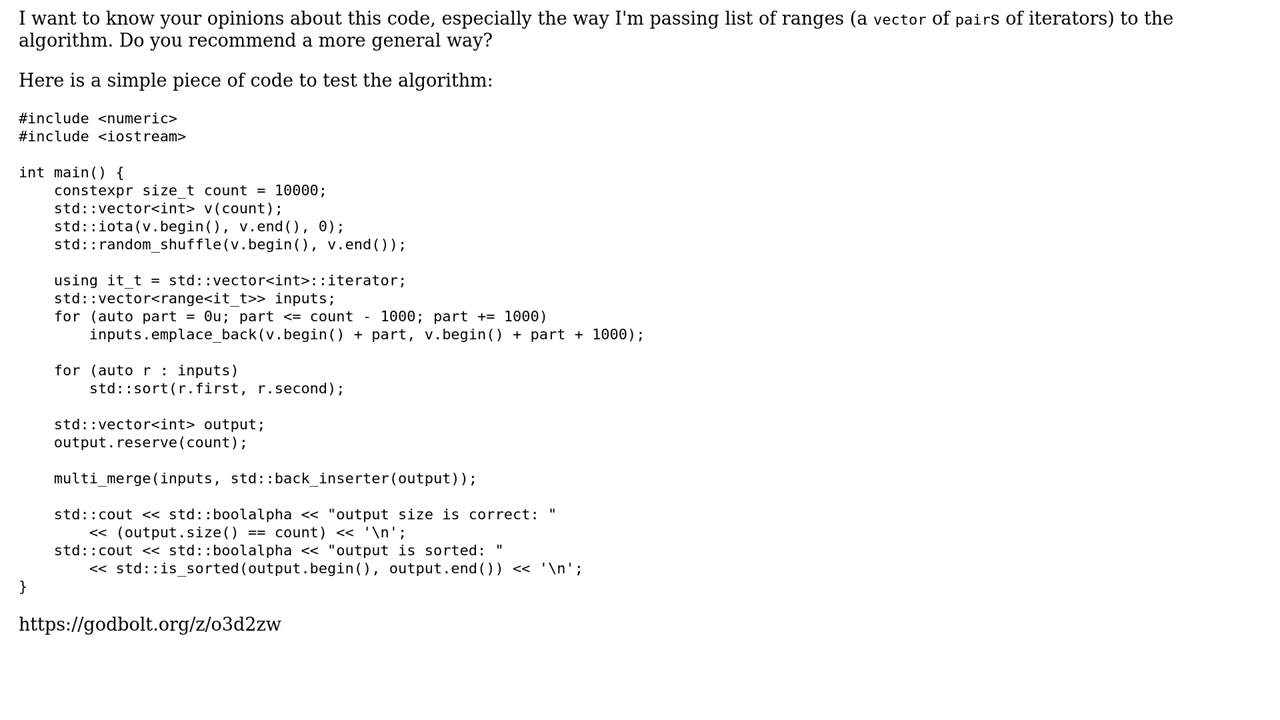 I want to know your opinions about this code, especially the way I'm passing list of ranges (a vector of pairs of iterators) to the
algorithm. Do you recommend a more general way?
Here is a simple piece of code to test the algorithm:
#include <numeric>
#include <iostream>
int main() {
    constexpr size_t count = 10000;
    std::vector<int> v(count);
    std::iota(v.begin(), v.end(), 0);
    std::random_shuffle(v.begin(), v.end());
    using it_t = std::vector<int>::iterator;
    std::vector<range<it_t>> inputs;
    for (auto part = 0u; part <= count - 1000; part += 1000)
        inputs.emplace_back(v.begin() + part, v.begin() + part + 1000);
    for (auto r : inputs)
        std::sort(r.first, r.second);
    std::vector<int> output;
    output.reserve(count);
    multi_merge(inputs, std::back_inserter(output));
    std::cout << std::boolalpha << "output size is correct: "
        << (output.size() == count) << '\n';
    std::cout << std::boolalpha << "output is sorted: "
        << std::is_sorted(output.begin(), output.end()) << '\n';
}
https://godbolt.org/z/o3d2zw